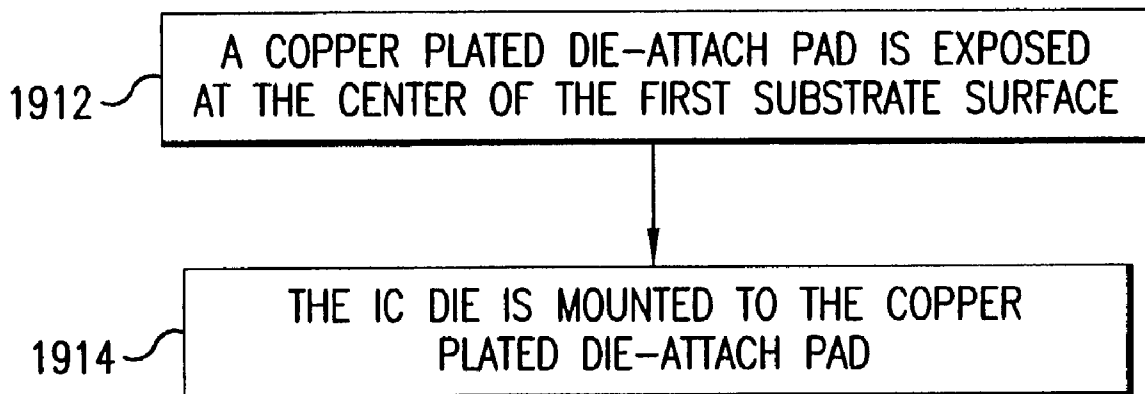 1912
A COPPER PLATED DIE-ATTACH PAD IS EXPOSED
AT THE CENTER OF THE FIRST SUBSTRATE SURFACE
1914
THE IC DIE IS MOUNTED TO THE COPPER
PLATED DIE-ATTACH PAD